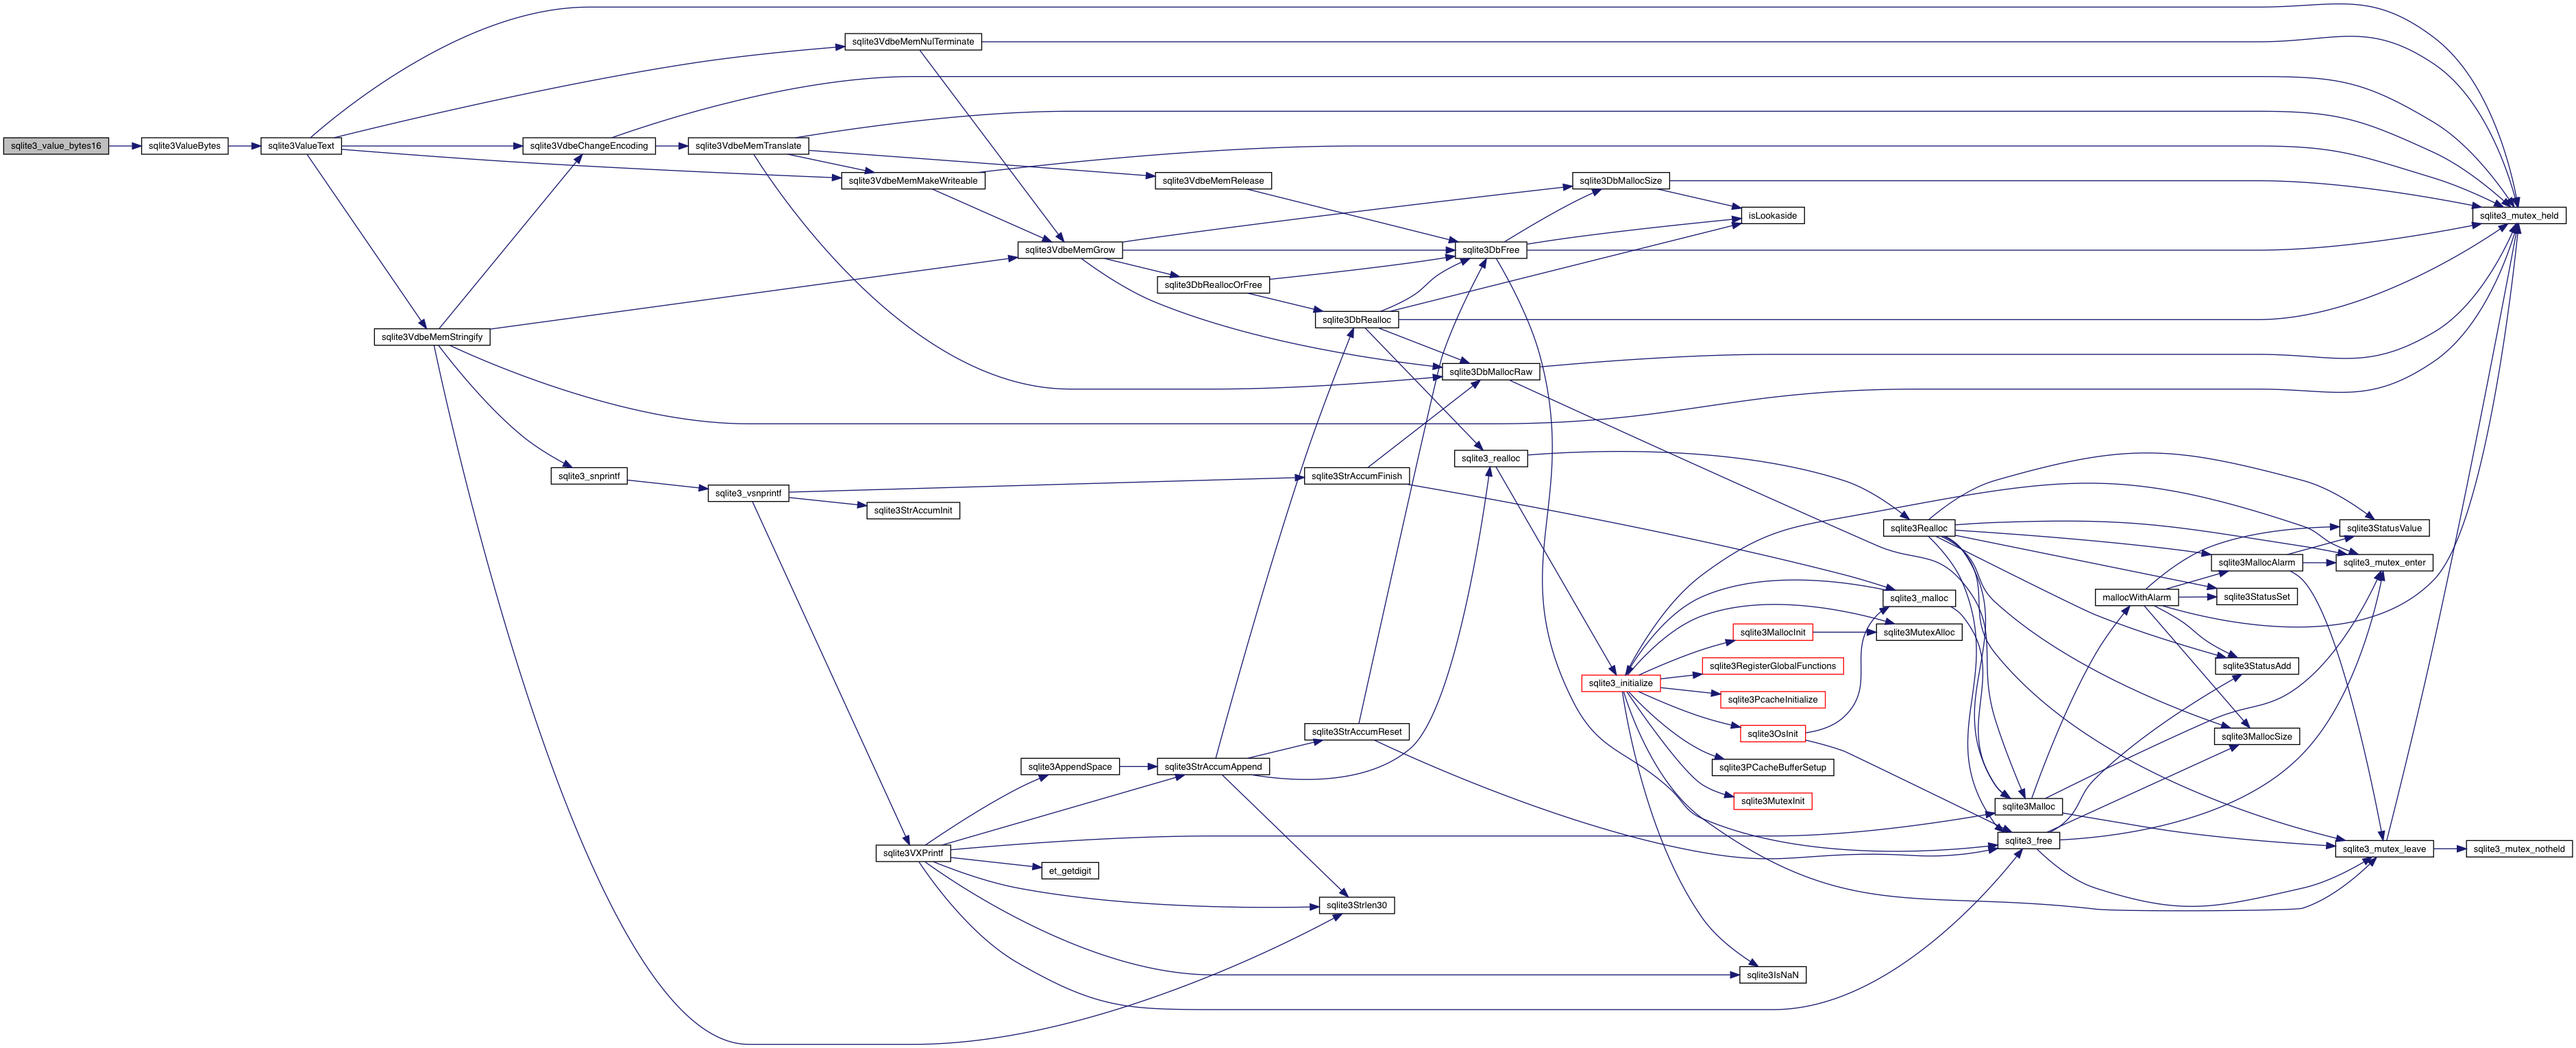 sqlite3_value_bytes16
sqlite3ValueBytes
sqlite3ValueText
sqlite3VdbeMemNulTerminate
sqlite3VdbeChangeEncoding
sqlite3VdbeMemTranslate
sqlite3VdbeMemMakeWriteable
sqlite3VdbeMemRelease
sqlite3DbMallocSize
isLookaside
sqlite3_mutex_held
sqlite3VdbeMemGrow
sqlite3DbFree
sqlite3DbReallocOrFree
sqlite3DbRealloc
sqlite3VdbeMemStringify
sqlite3DbMallocRaw
sqlite3_realloc
sqlite3_snprintf
sqlite3_vsnprintf
sqlite3StrAccumFinish
sqlite3StrAccumInit
sqlite3Realloc
sqlite3StatusValue
sqlite3MallocAlarm
sqlite3_mutex_enter
sqlite3_malloc
mallocWithAlarm
sqlite3StatusSet
sqlite3MallocInit
sqlite3MutexAlloc
sqlite3RegisterGlobalFunctions
sqlite3StatusAdd
sqlite3_initialize
sqlite3PcacheInitialize
sqlite3StrAccumReset
sqlite3OsInit
sqlite3MallocSize
sqlite3AppendSpace
sqlite3StrAccumAppend
sqlite3PCacheBufferSetup
sqlite3MutexInit
sqlite3Malloc
sqlite3_free
sqlite3_mutex_leave
sqlite3_mutex_notheld
sqlite3VXPrintf
et_getdigit
sqlite3Strlen30
sqlite3IsNaN